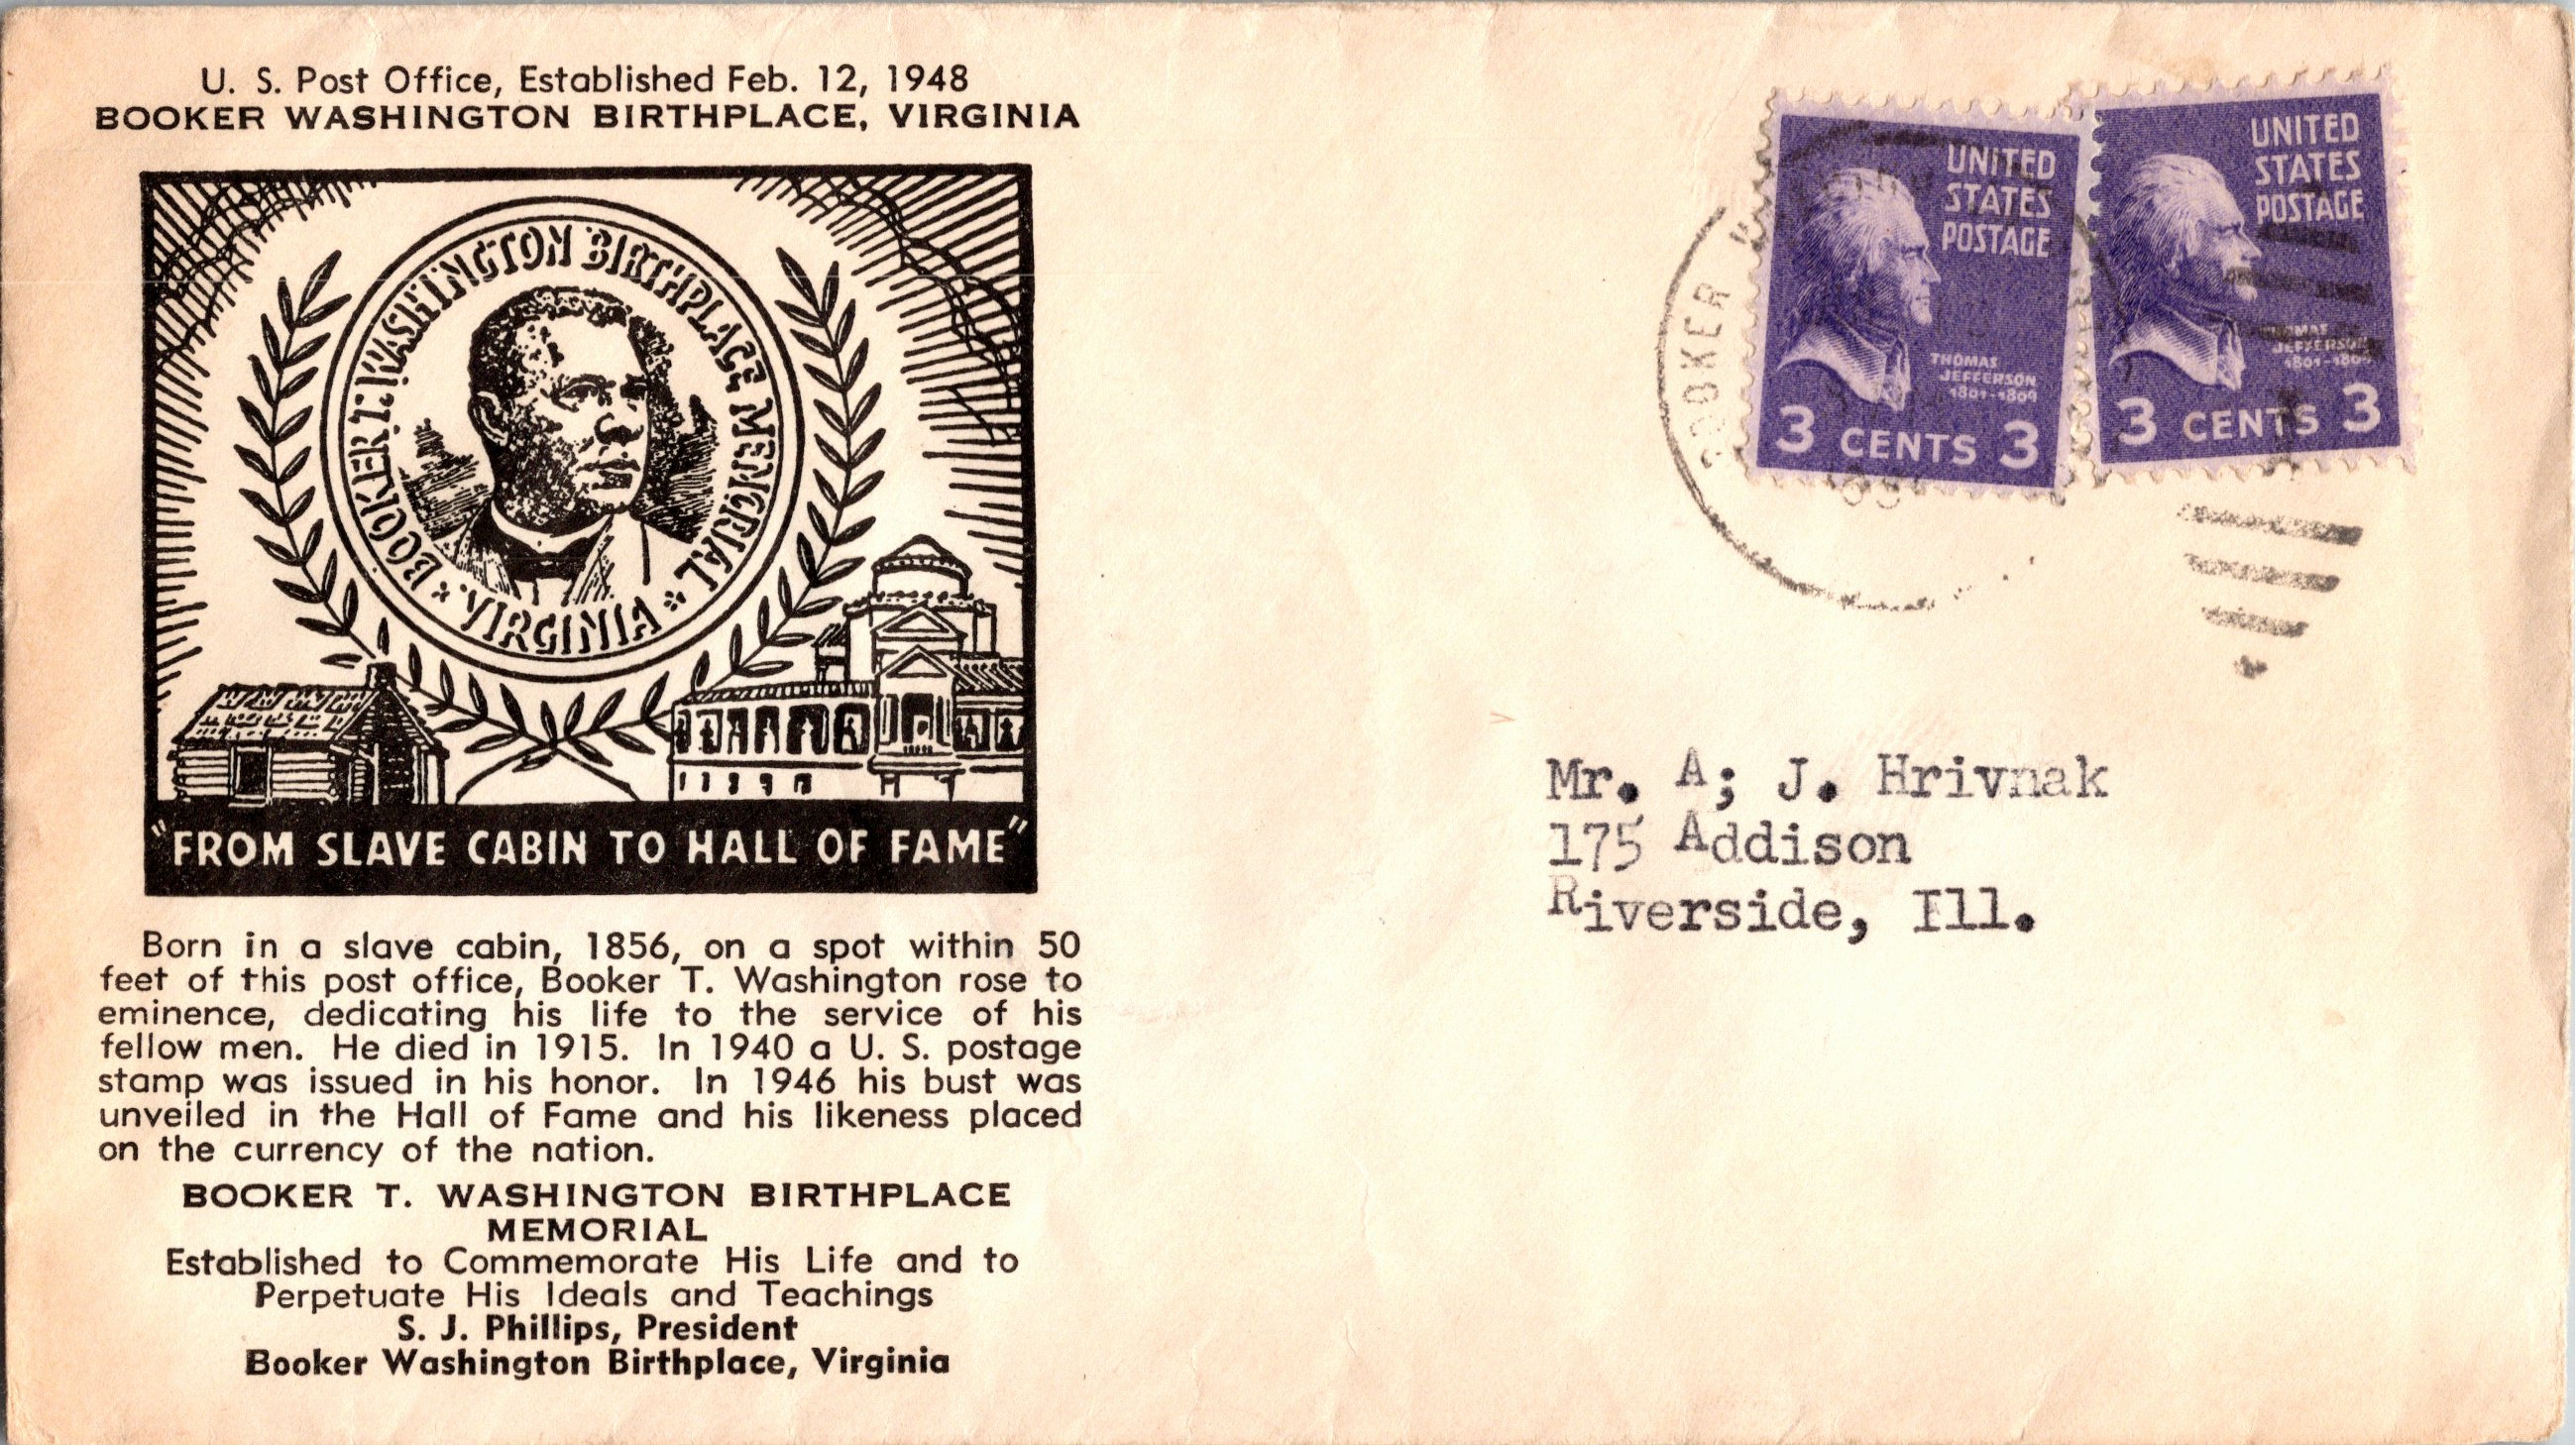 U. S. Post Office, Established Feb. 12, 1948
BOOKER WASHINGTON BIRTHPLACE, VIRGINIA
BOOKER T. WASHINGTON BIRTHPLACE MEMORIAL
VIRGINIA
"FROM SLAVE CABIN TO HALL OF FAME"
Born in a slave cabin, 1856, on a spot within 50
feet of this post office, Booker T. Washington rose to
eminence, dedicating his life to the service of his
fellow men. He died in 1915. In 1940 a U. S. postage
stamp was issued in his honor. In 1946 his bust was
unveiled in the Hall of Fame and his likeness placed
on the currency of the nation.
BOOKER T. WASHINGTON BIRTHPLACE
MEMORIAL
Established to Commemorate His Life and to
Perpetuate His Ideals and Teachings
S. J. Phillips, President
Booker Washington Birthplace, Virginia
BOOKER
UNITED
STATES
POSTAGE
THOMAS
JEFFERSON
1801-1809
3 CENTS 3
UNITED
STATES
POSTAGE
THOMAS
JEFFERSON
1801-1809
3 CENTS 3
Mr. A; J. Hrivnak
175 Addison
Riverside, Ill.